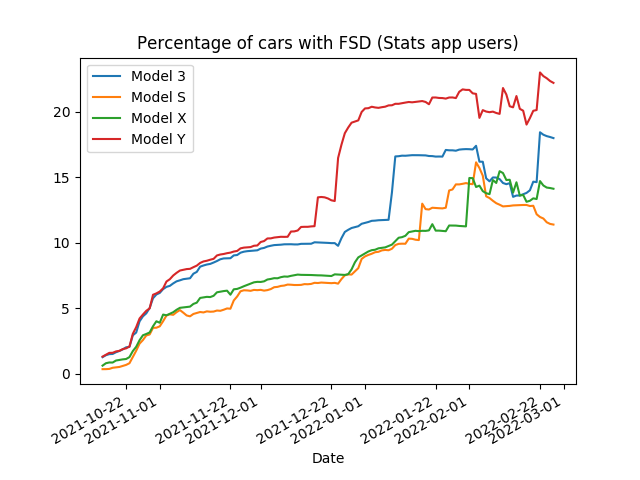 Percentage of cars with FSD (Stats app users)
Model 3
Model S
Model X
Model Y
20
15
10
5
0
2021-10-22
2021-11-01
2021-11-22
2021-12-01
2021-12-22
2022-01-01
2022-01-22
2022-02-01
2022-02-22
2022-03-01
Date